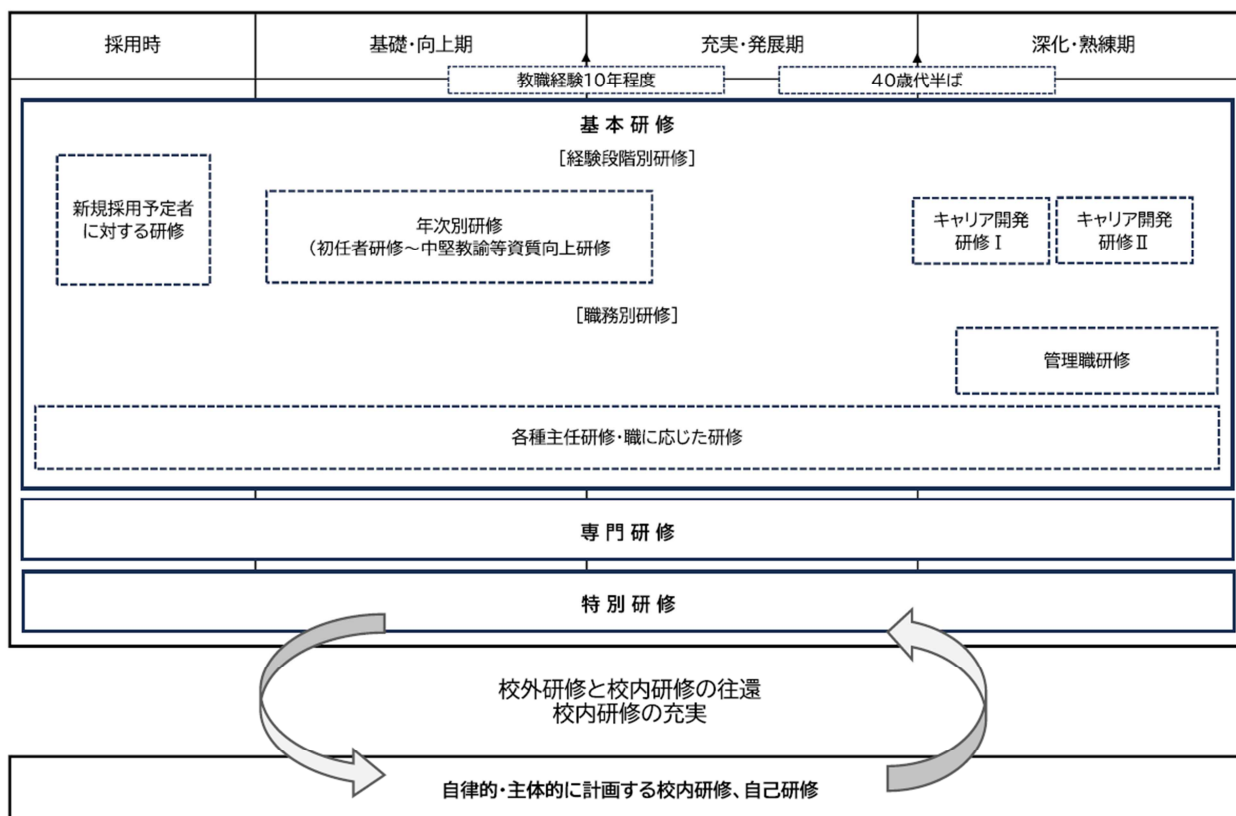 採用時
基礎・向上期
充実・発展期
深化・熟練期
教職経験10年程度
40歳代半ば
基本研修
［経験段階別研修］
新規採用予定者
に対する研修
年次別研修
（初任者研修～中堅教諭等資質向上研修
キャリア開発
研修Ⅰ
キャリア開発
研修Ⅱ
［職務別研修］
管理職研修
各種主任研修・職に応じた研修
専門研修
特別研修
校外研修と校内研修の往還
校内研修の充実
自律的・主体的に計画する校内研修、自己研修